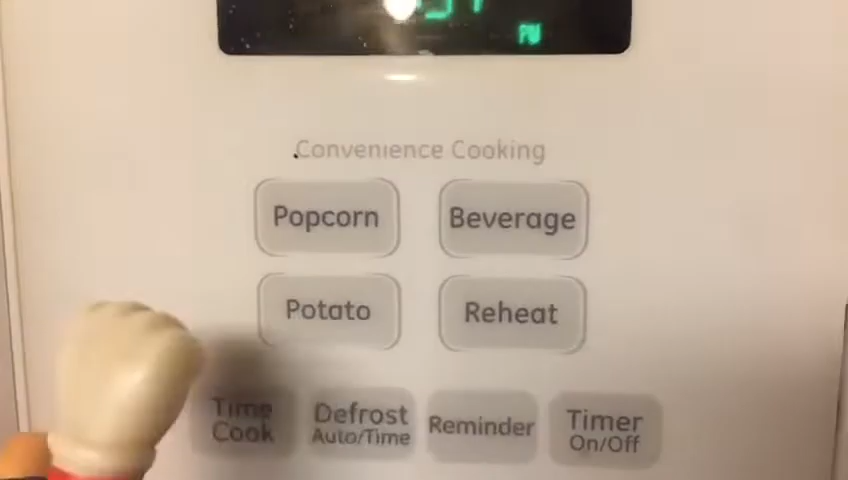 PM
Convenience Cooking
Popcorn
Beverage
Potato
Reheat
Time
Cook
Defrost
Auto/Time
Reminder
Timer
On/Off